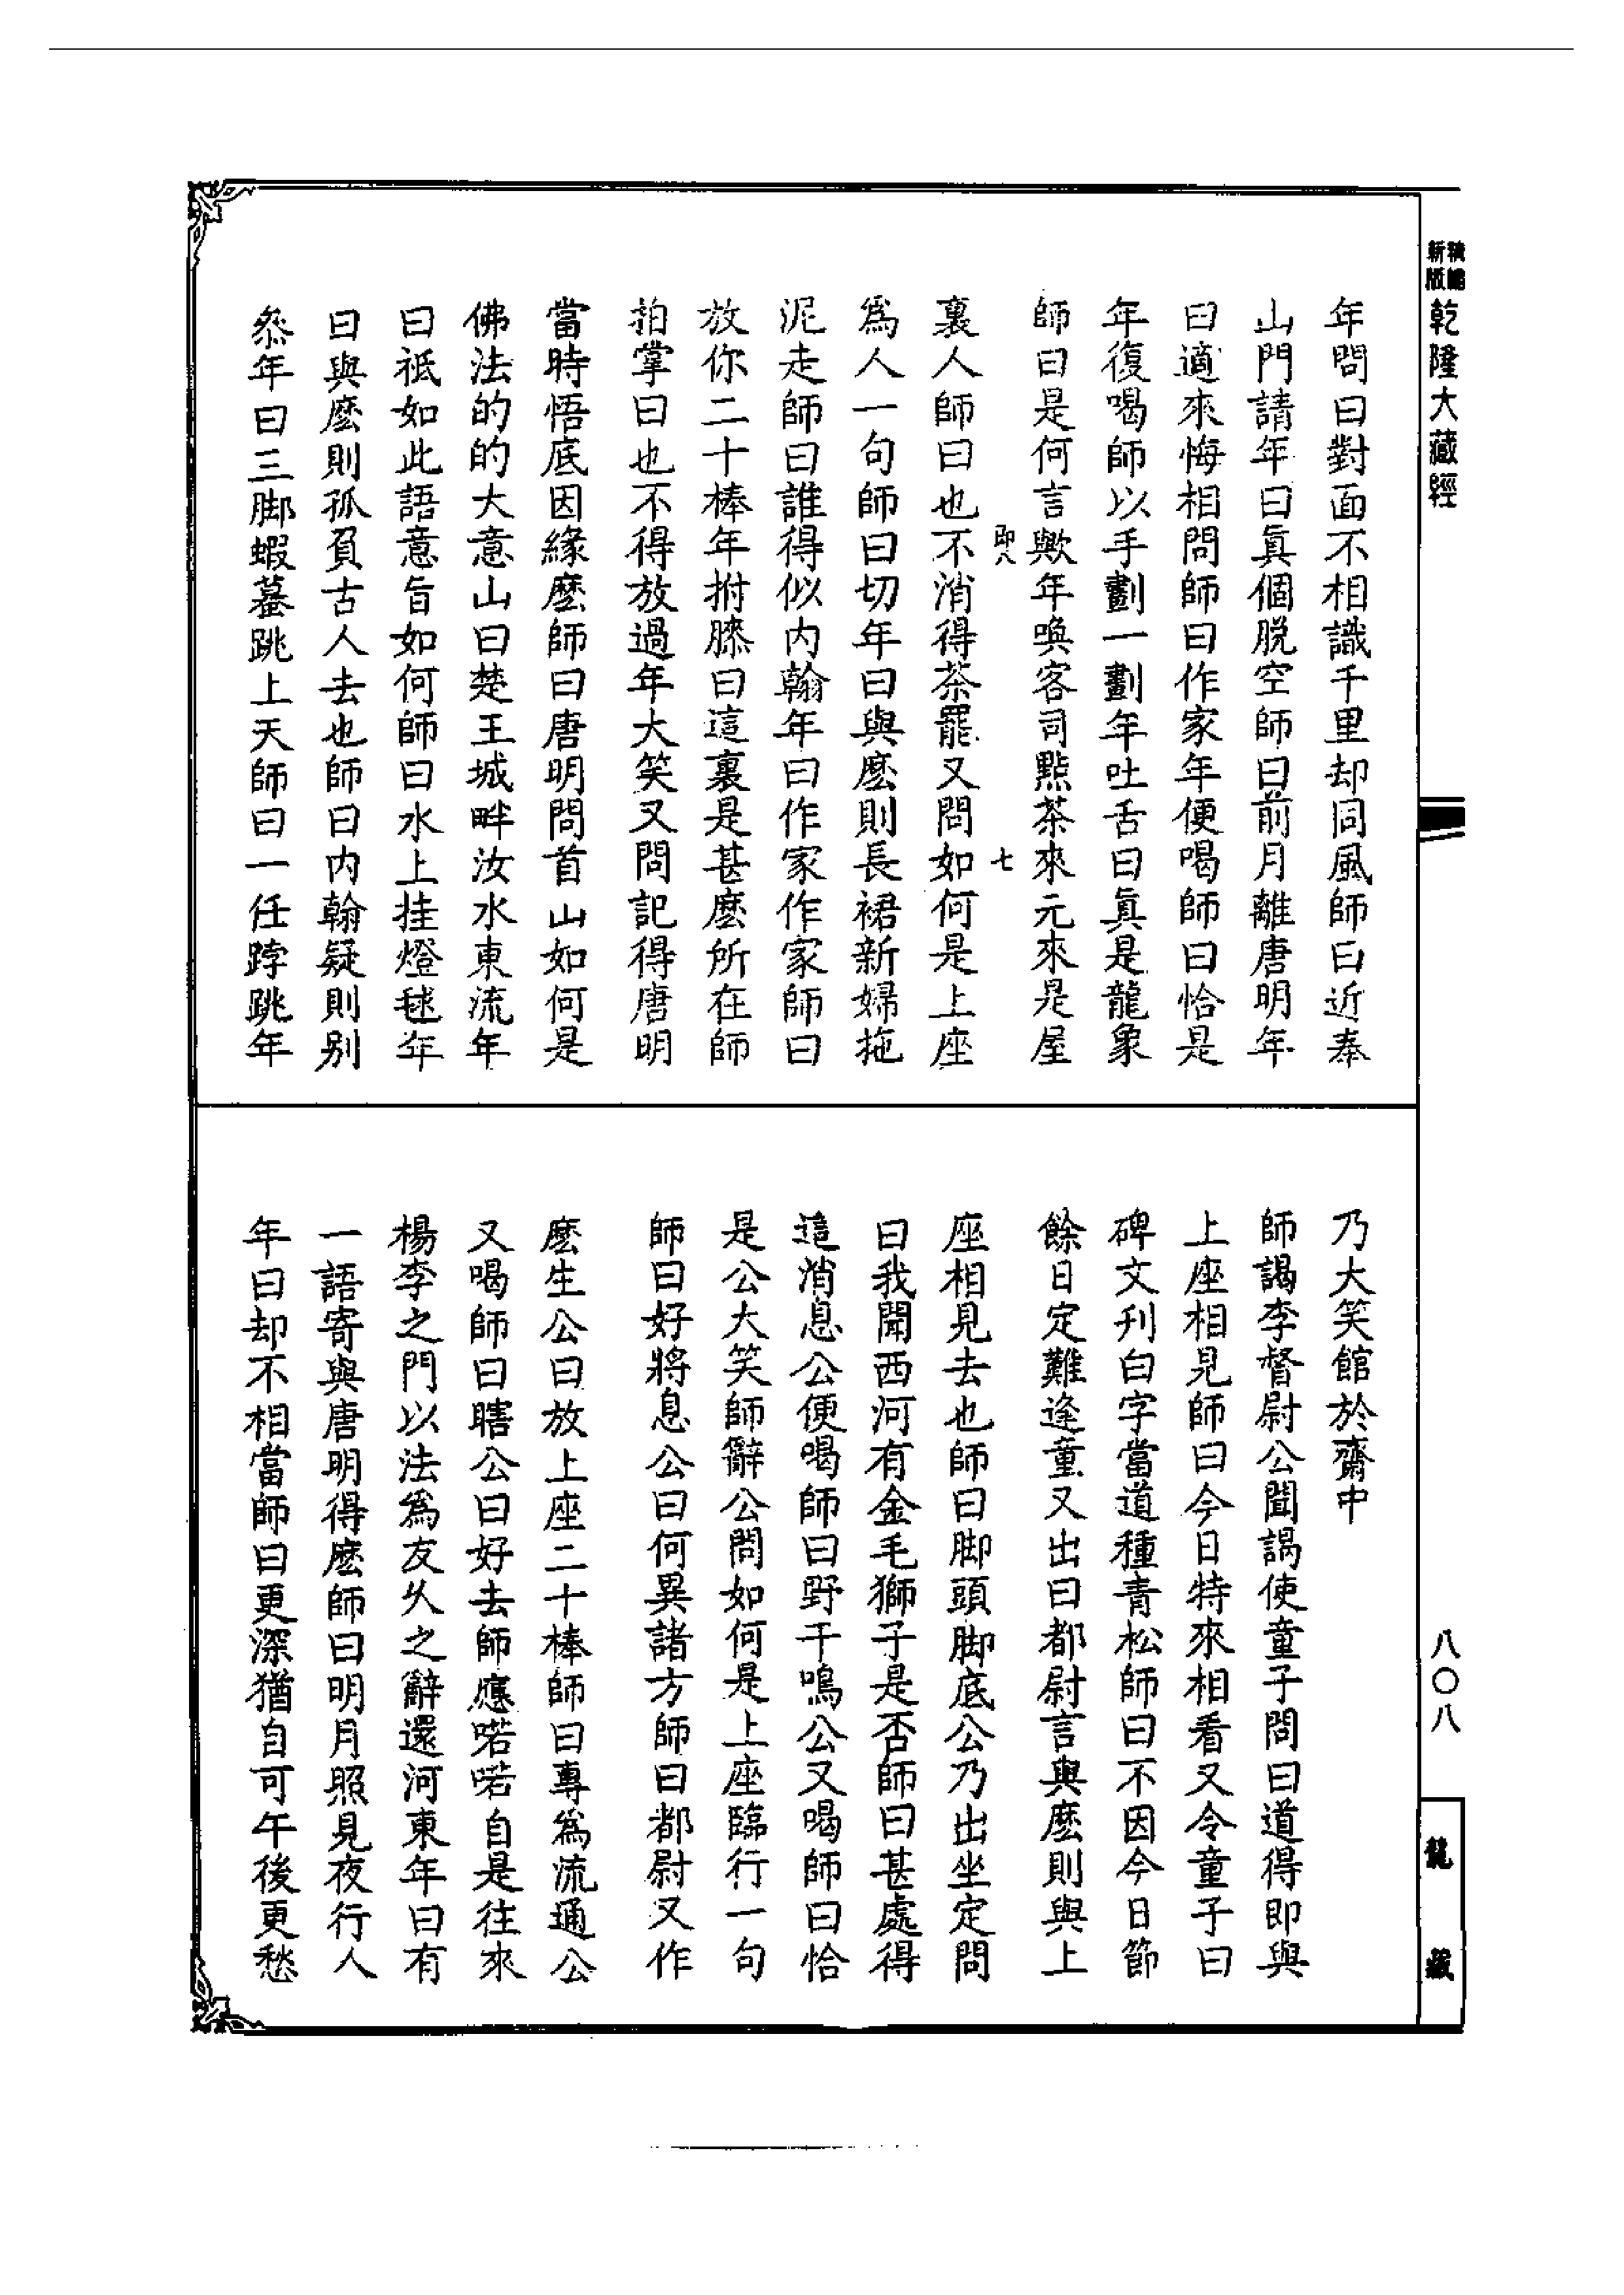 新版精縮乾隆大藏經
年問曰對面不相識千里却同風師曰近奉
山門請年曰眞個脫空師曰前月離唐明年
曰適來悔相問師曰作家年便喝師曰恰是
年復喝師以手劃一劃年吐舌曰眞是龍象
師曰是何言歟年喚客司點茶來元來是屋
即八 七
裏人師曰也不消得茶罷又問如何是上座
爲人一句師曰切年曰與麽則長裙新婦拖
泥走師曰誰得似内翰年曰作家作家師曰
放你二十棒年拊膝曰這裏是甚麽所在師
拍掌曰也不得放過年大笑又問記得唐明
當時悟底因緣麽師曰唐明問首山如何是
佛法的的大意山曰楚王城畔汝水東流年
曰祇如此語意旨如何師曰水上挂燈毬年
曰與麽則孤負古人去也師曰内翰疑則别
叅年曰三脚蝦蟇跳上天師曰一任𨁝跳年
乃大笑館於齋中
師謁李督尉公聞謁使童子問曰道得即與
上座相見師曰今日特來相看又令童子曰
碑文刊白字當道種青松師曰不因今日節
餘日定難逢童又出曰都尉言與麽則與上
座相見去也師曰脚頭脚底公乃出坐定問
曰我聞西河有金毛獅子是否師曰甚處得
這消息公便喝師曰野干鳴公又喝師曰恰
是公大笑師辭公問如何是上座臨行一句
師曰好將息公曰何異諸方師曰都尉又作
麽生公曰放上座二十棒師曰專爲流通公
又喝師曰瞎公曰好去師應喏喏自是往來
楊李之門以法爲友久之辭還河東年曰有
一語寄與唐明得麽師曰明月照見夜行人
年曰却不相當師曰更深猶自可午後更愁
八〇八
龍藏